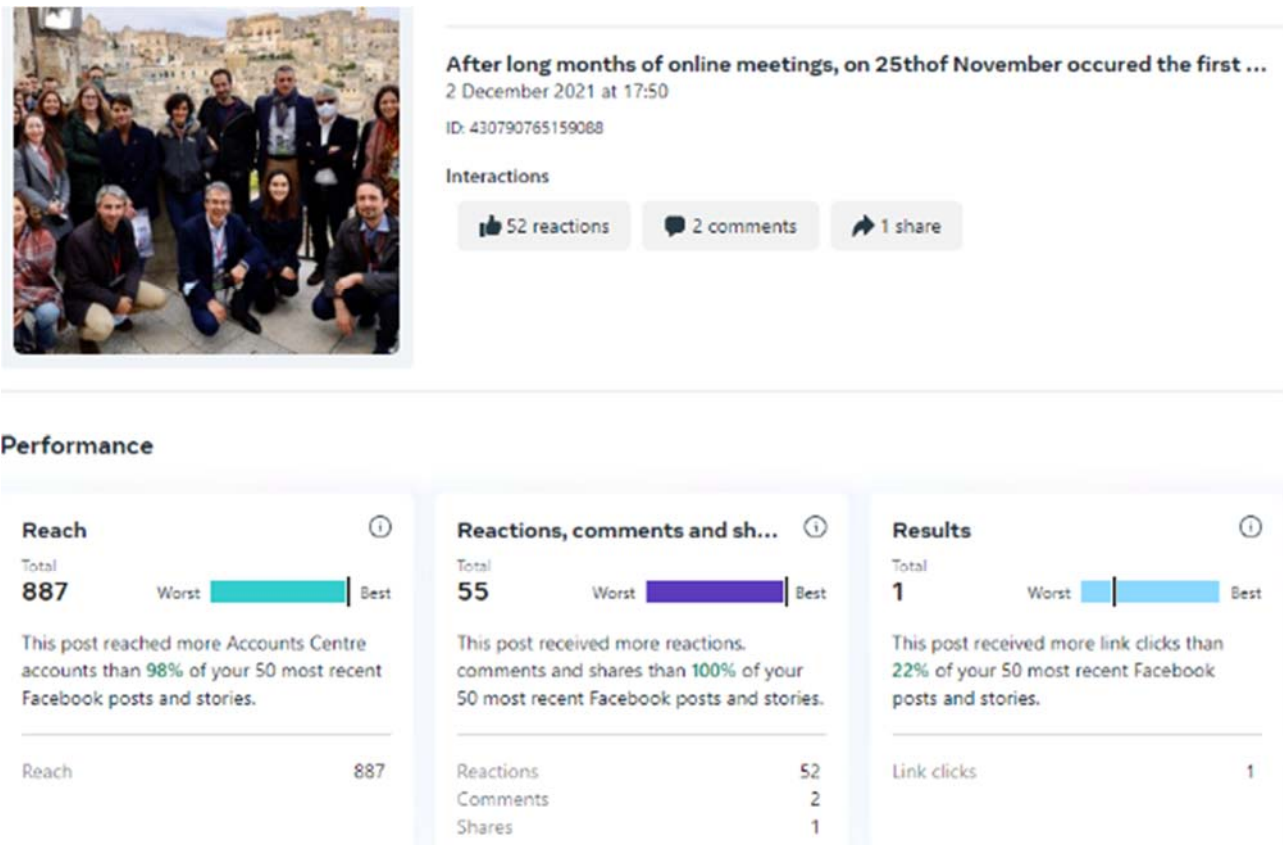 After long months of online meetings, on 25thof November occured the first ...
2 December 2021 at 17:50
ID: 430790765159088
Interactions
52 reactions
2 comments
1 share
Performance
Reach
Total
887
Worst
Best
This post reached more Accounts Centre
accounts than 98% of your 50 most recent
Facebook posts and stories.
Reach 887
Reactions, comments and sh...
Total
55
Worst
Best
This post received more reactions,
comments and shares than 100% of your
50 most recent Facebook posts and stories.
Reactions 52
Comments 2
Shares 1
Results
Total
1
Worst
Best
This post received more link clicks than
22% of your 50 most recent Facebook
posts and stories.
Link clicks 1